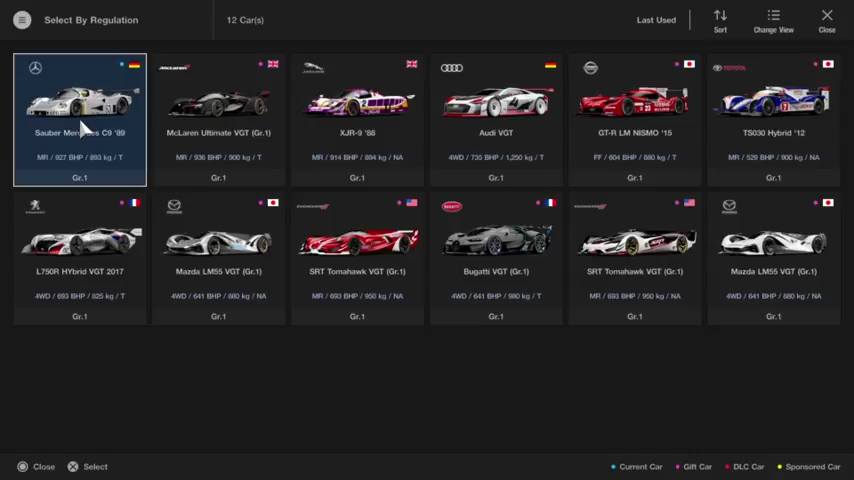 Select By Regulation
12 Car(s)
Last Used
Sort
Change View
Close
Sauber Mercedes C9 '89
MR / 927 BHP / 893 kg / T
Gr.1
McLaren
McLaren Ultimate VGT (Gr.1)
MR / 936 BHP / 900 kg / T
Gr.1
JAGUAR
XJR-9 '88
MR / 914 BHP / 894 kg / NA
Gr.1
Audi VGT
4WD / 735 BHP / 1,250 kg / T
Gr.1
GT-R LM NISMO '15
FF / 604 BHP / 880 kg / T
Gr.1
TOYOTA
TS030 Hybrid '12
MR / 529 BHP / 900 kg / NA
Gr.1
L750R HYbrid VGT 2017
4WD / 693 BHP / 825 kg / T
Gr.1
Mazda LM55 VGT (Gr.1)
4WD / 641 BHP / 880 kg / NA
Gr.1
SRT Tomahawk VGT (Gr.1)
MR / 693 BHP / 950 kg / NA
Gr.1
BUGATTI
Bugatti VGT (Gr.1)
4WD / 641 BHP / 980 kg / T
Gr.1
SRT Tomahawk VGT (Gr.1)
MR / 693 BHP / 950 kg / NA
Gr.1
Mazda LM55 VGT (Gr.1)
4WD / 641 BHP / 880 kg / NA
Gr.1
Close
Select
Current Car
Gift Car
DLC Car
Sponsored Car